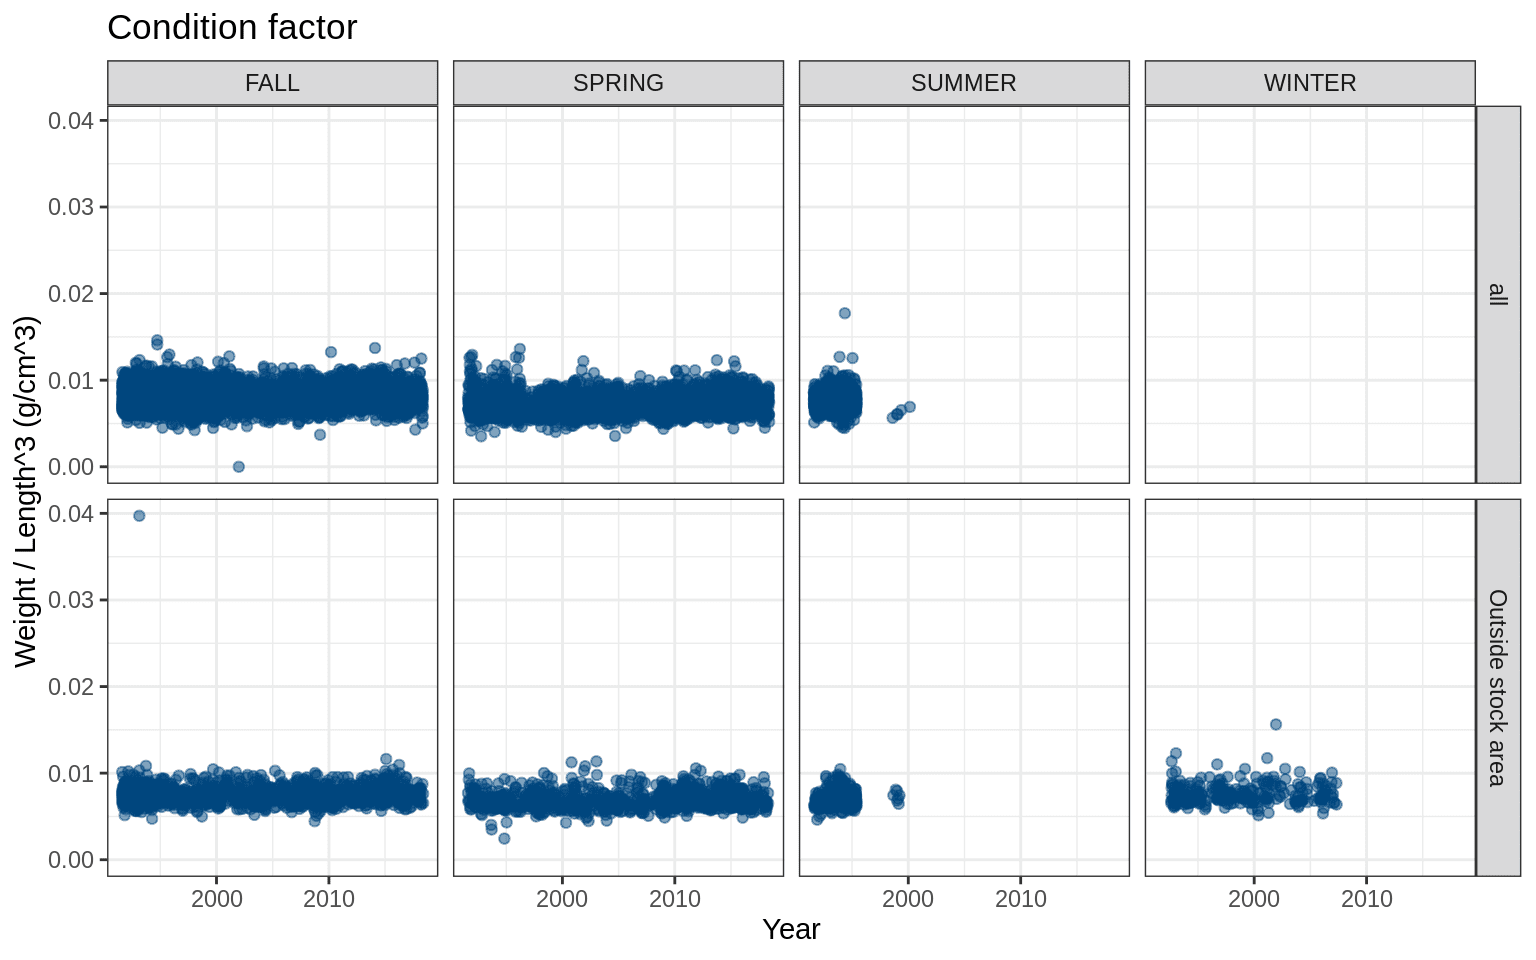 Condition factor
FALL
SPRING
SUMMER
WINTER
0.04
0.03
0.02
0.01
0.00
all
0.04
0.03
0.02
0.01
0.00
Outside stock area
Weight / Length^3 (g/cm^3)
2000
2010
2000
2010
2000
2010
2000
2010
Year